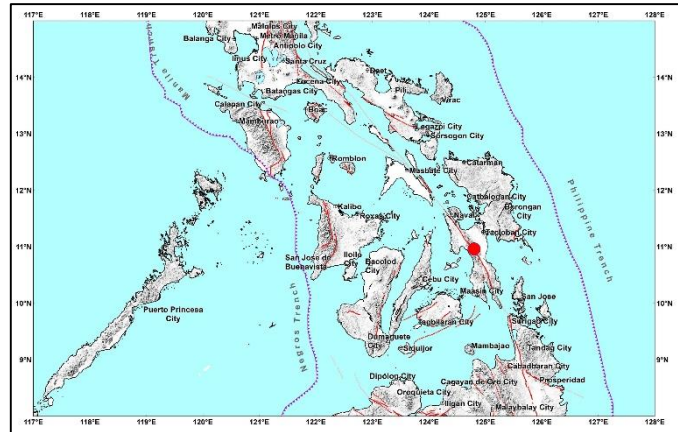 117°E 118°E 119°E 120°E 121°E 122°E 123°E 124°E 125°E 126°E 127°E 128°E
Malolos City
Metro Manila
Balanga City
Antipolo City
Imus City
Santa Cruz
14°N
14°N
Daet
Lucena City
Pili
Batangas City
Virac
Manila Trench
Calapan City
Boac
Legazpi City
13°N
13°N
Mamburao
Sorsogon City
Romblon
Catarman
Masbate City
12°N
12°N
Catbalogan City
Kalibo
Borongan
City
Roxas City
Naval
Tacloban City
Philippine Trench
11°N
11°N
San Jose de
Buenavista
Iloilo
City
Bacolod
City
Cebu City
Maasin City
San Jose
10°N
10°N
Puerto Princesa
City
Negros Trench
Tagbilaran City
Surigao City
Dumaguete
City
Siquijor
Mambajao
Tandag City
9°N
9°N
Cabadbaran City
Dipolog City
Cagayan de Oro City
Prosperidad
Oroquieta City
Iligan City
Malaybalay City
117°E 118°E 119°E 120°E 121°E 122°E 123°E 124°E 125°E 126°E 127°E 128°E